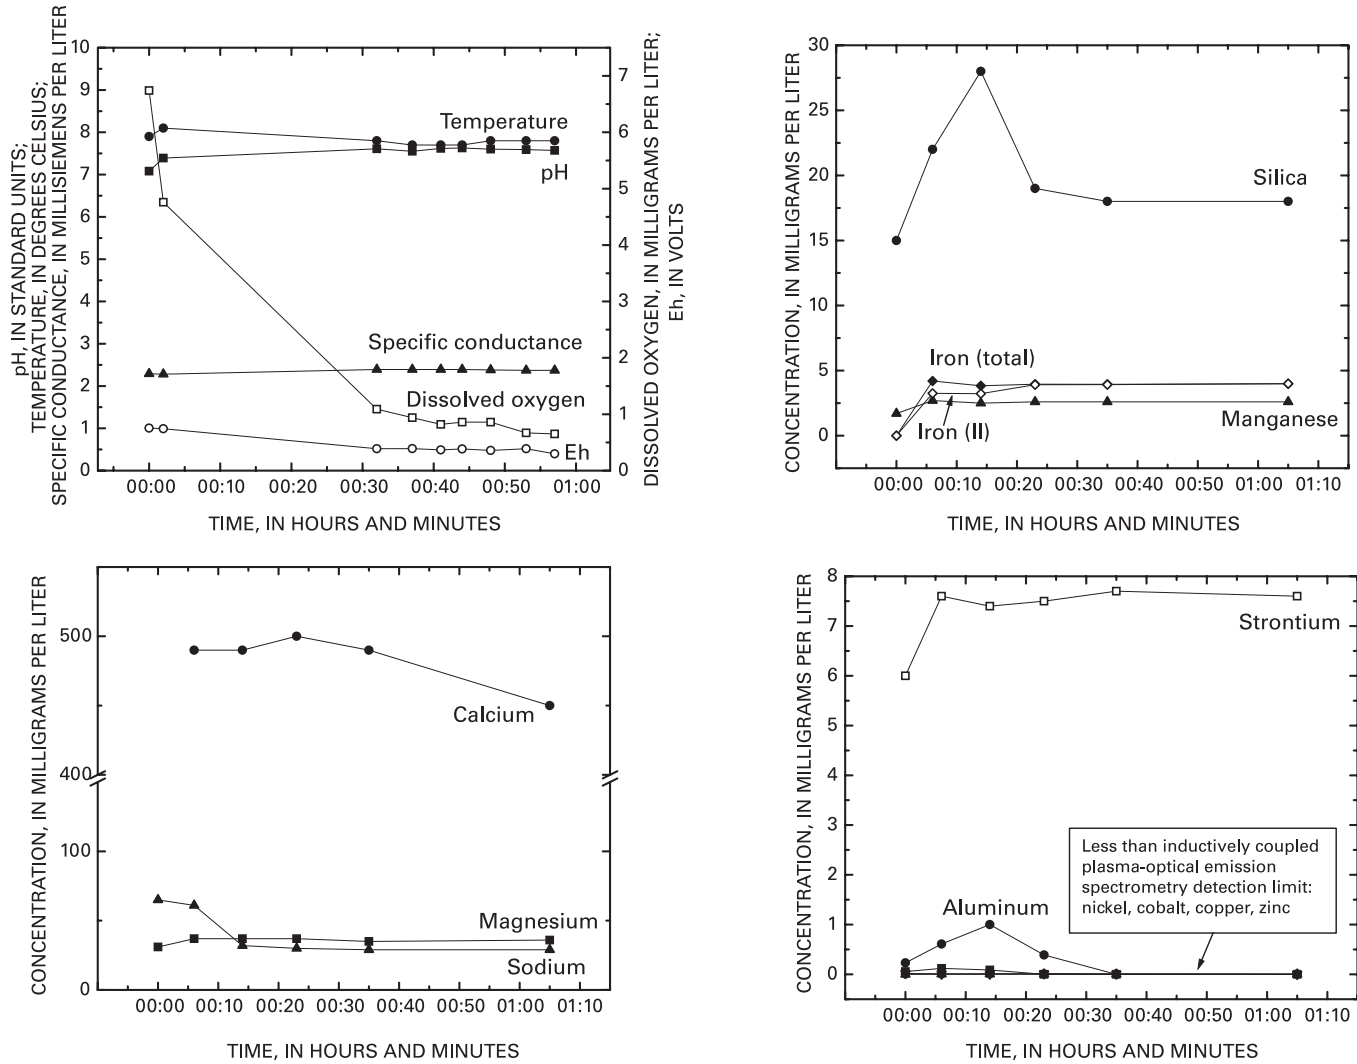 pH, IN STANDARD UNITS;
TEMPERATURE, IN DEGREES CELSIUS;
SPECIFIC CONDUCTANCE, IN MILLISIEMENS PER LITER
10
9
8
7
6
5
4
3
2
1
0
Temperature
pH
Specific conductance
Dissolved oxygen
Eh
7
6
5
4
3
2
1
0
DISSOLVED OXYGEN, IN MILLIGRAMS PER LITER;
Eh, IN VOLTS
00:00 00:10 00:20 00:30 00:40 00:50 01:00
TIME, IN HOURS AND MINUTES
CONCENTRATION, IN MILLIGRAMS PER LITER
30
25
20
15
10
5
0
Silica
Iron (total)
Manganese
Iron (II)
00:00 00:10 00:20 00:30 00:40 00:50 01:00 01:10
TIME, IN HOURS AND MINUTES
CONCENTRATION, IN MILLIGRAMS PER LITER
500
400
100
0
Calcium
Magnesium
Sodium
00:00 00:10 00:20 00:30 00:40 00:50 01:00 01:10
TIME, IN HOURS AND MINUTES
CONCENTRATION, IN MILLIGRAMS PER LITER
8
7
6
5
4
3
2
1
0
Strontium
Less than inductively coupled
plasma-optical emission
spectrometry detection limit:
nickel, cobalt, copper, zinc
Aluminum
00:00 00:10 00:20 00:30 00:40 00:50 01:00 01:10
TIME, IN HOURS AND MINUTES